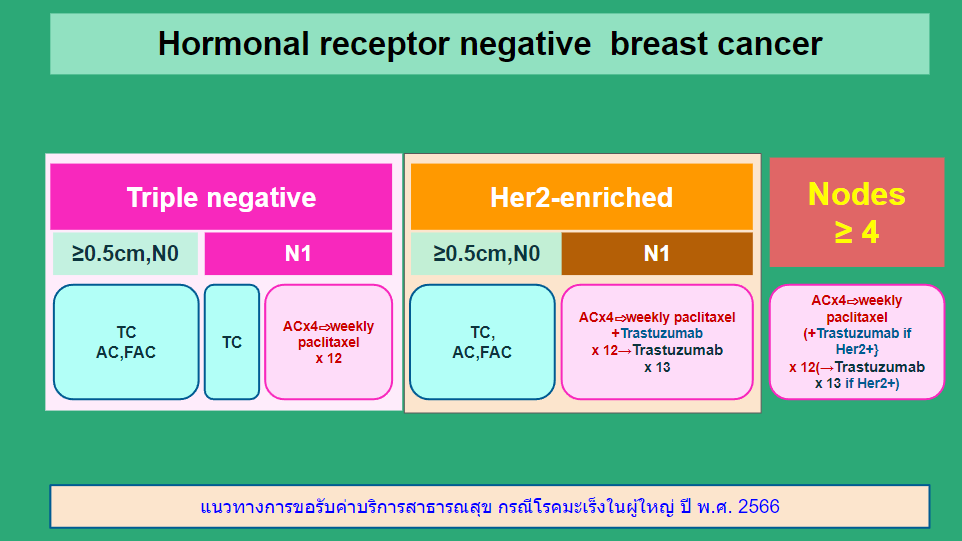 Hormonal receptor negative breast cancer
Triple negative
≥0.5cm,N0
N1
TC
AC,FAC
TC
ACx4⇨weekly
paclitaxel
x 12
Her2-enriched
≥0.5cm,N0
N1
TC,
AC,FAC
ACx4⇨weekly paclitaxel
+Trastuzumab
x 12→Trastuzumab
x 13
Nodes
≥ 4
ACx4⇨weekly
paclitaxel
(+Trastuzumab if
Her2+}
x 12(→Trastuzumab
x 13 if Her2+)
แนวทางการขอรับค่าบริการสาธารณสุข กรณีโรคมะเร็งในผู้ใหญ่ ปี พ.ศ. 2566